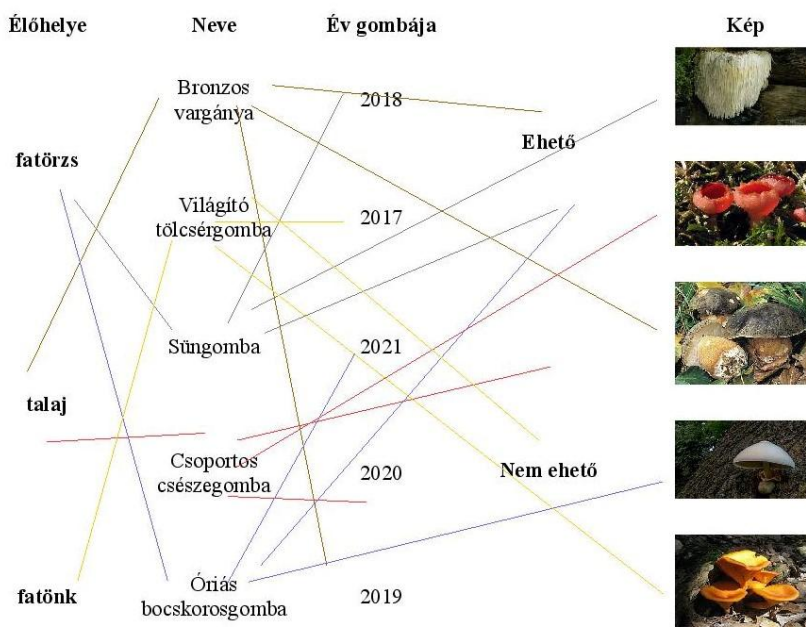 Élőhelye Neve Év gombája Kép
Bronzos
vargánya
2018
Ehető
fatörzs
Világító
tölcsérgomba
2017
Süngomba
2021
talaj
Csoportos
csészegomba
2020
Nem ehető
fatönk
Óriás
bocskorosgomba
2019